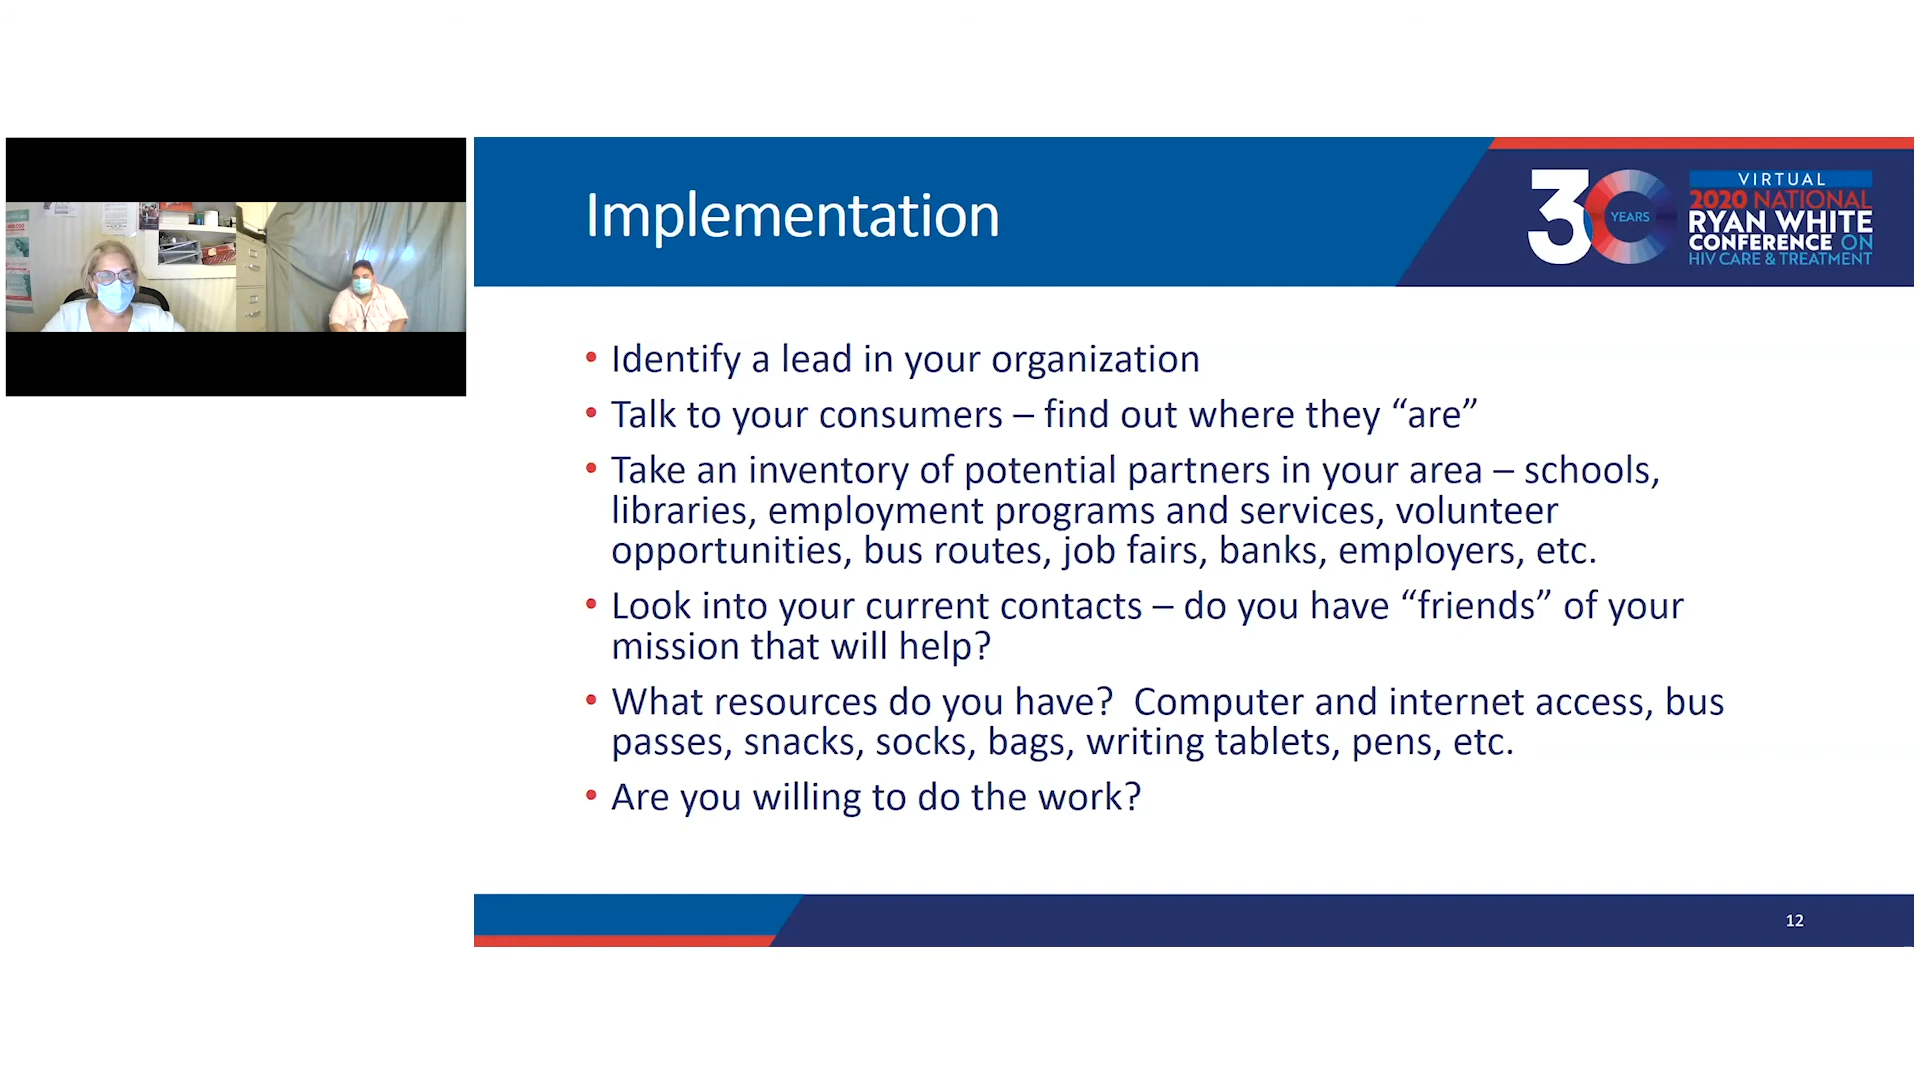 Implementation
30
YEARS
VIRTUAL
2020 NATIONAL
RYAN WHITE
CONFERENCE ON
HIV CARE & TREATMENT
• Identify a lead in your organization
• Talk to your consumers – find out where they “are”
• Take an inventory of potential partners in your area – schools,
libraries, employment programs and services, volunteer
opportunities, bus routes, job fairs, banks, employers, etc.
• Look into your current contacts – do you have “friends” of your
mission that will help?
• What resources do you have?  Computer and internet access, bus
passes, snacks, socks, bags, writing tablets, pens, etc.
• Are you willing to do the work?
12